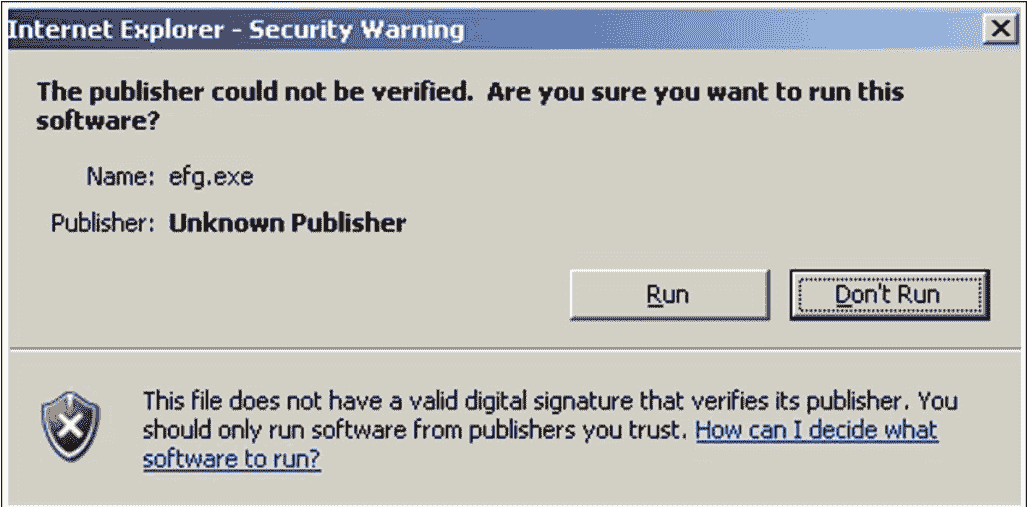 Internet Explorer - Security Warning
The publisher could not be verified. Are you sure you want to run this
software?
Name: efg.exe
Publisher: Unknown Publisher
Run
Don't Run
This file does not have a valid digital signature that verifies its publisher. You
should only run software from publishers you trust. How can I decide what
software to run?